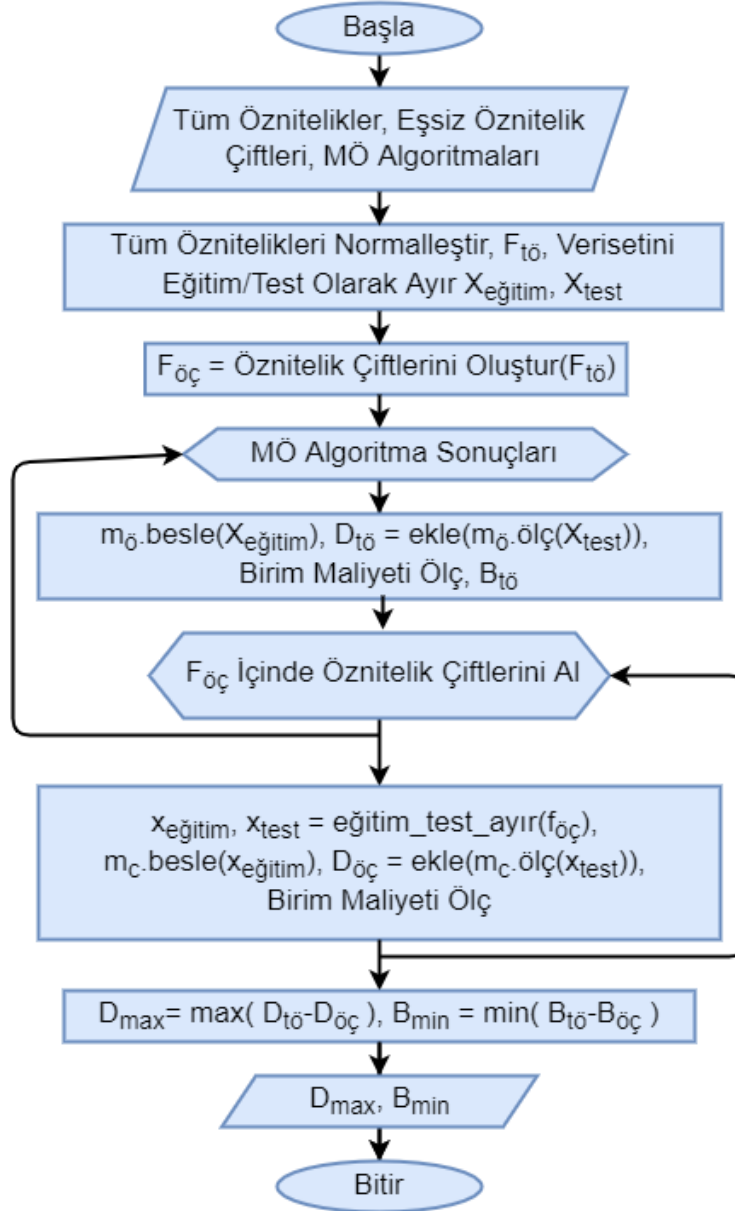 Başla
Tüm Öznitelikler, Eşsiz Öznitelik
Çiftleri, MÖ Algoritmaları
Tüm Öznitelikleri Normalleştir, Ftö, Verisetini
Eğitim/Test Olarak Ayır Xeğitim, Xtest
Föç = Öznitelik Çiftlerini Oluştur(Ftö)
MÖ Algoritma Sonuçları
mö.besle(Xeğitim), Dtö = ekle(mö.ölç(Xtest)),
Birim Maliyeti Ölç, Btö
Föç İçinde Öznitelik Çiftlerini Al
xeğitim, xtest = eğitim_test_ayır(föç),
mc.besle(xeğitim), Döç = ekle(mc.ölç(xtest)),
Birim Maliyeti Ölç
Dmax= max( Dtö-Döç ), Bmin = min( Btö-Böç )
Dmax, Bmin
Bitir